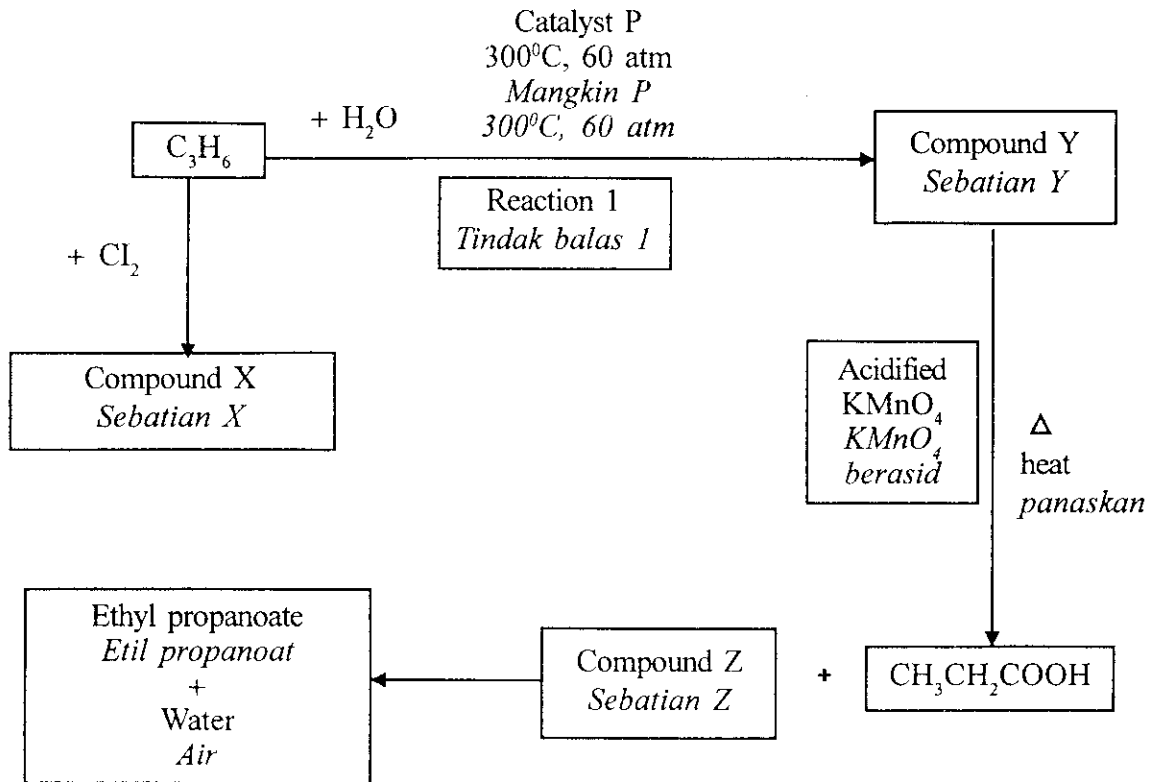 Catalyst P
300⁰C, 60 atm
Mangkin P
300⁰C, 60 atm
+ H₂O
C₃H₆
Compound Y
Sebatian Y
Reaction 1
Tindak balas 1
+ CI₂
Compound X
Sebatian X
Acidified
KMnO₄
KMnO₄
berasid
Δ
heat
panaskan
Ethyl propanoate
Etil propanoat
+
Water
Air
Compound Z
Sebatian Z
+
CH₃CH₂COOH